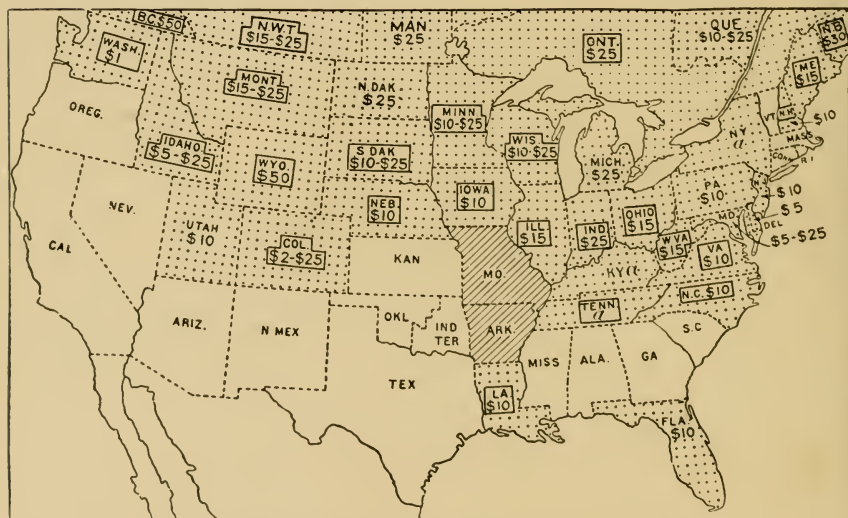 BC $50
N.W.T.
$15-$25
MAN
$25
ONT.
$25
QUE
$10-$25
N.B
$30
WASH.
$1
MONT.
$15-$25
N.DAK
$25
MINN
$10-$25
WIS
$10-$25
MICH.
$25
ME
$15
VT.
N.H.
$10
MASS
CON
R.I
NY
a
OREG.
IDAHO.
$5-$25
WYO.
$50
S DAK
$10-$25
IOWA
$10
NEB
$10
PA
$10
N.J.
$10
$5
MD.
DEL
$5-$25
NEV.
CAL
UTAH
$10
COL.
$2-$25
KAN
MO.
ILL
$15
IND
$25
OHIO
$15
W.VA
$15
VA
$10
KY a
N.C. $10
TENN
a
ARIZ.
N MEX
OKL
IND
TER
ARK.
S.C
MISS
ALA.
GA
TEX
LA
$10
FLA.
$10